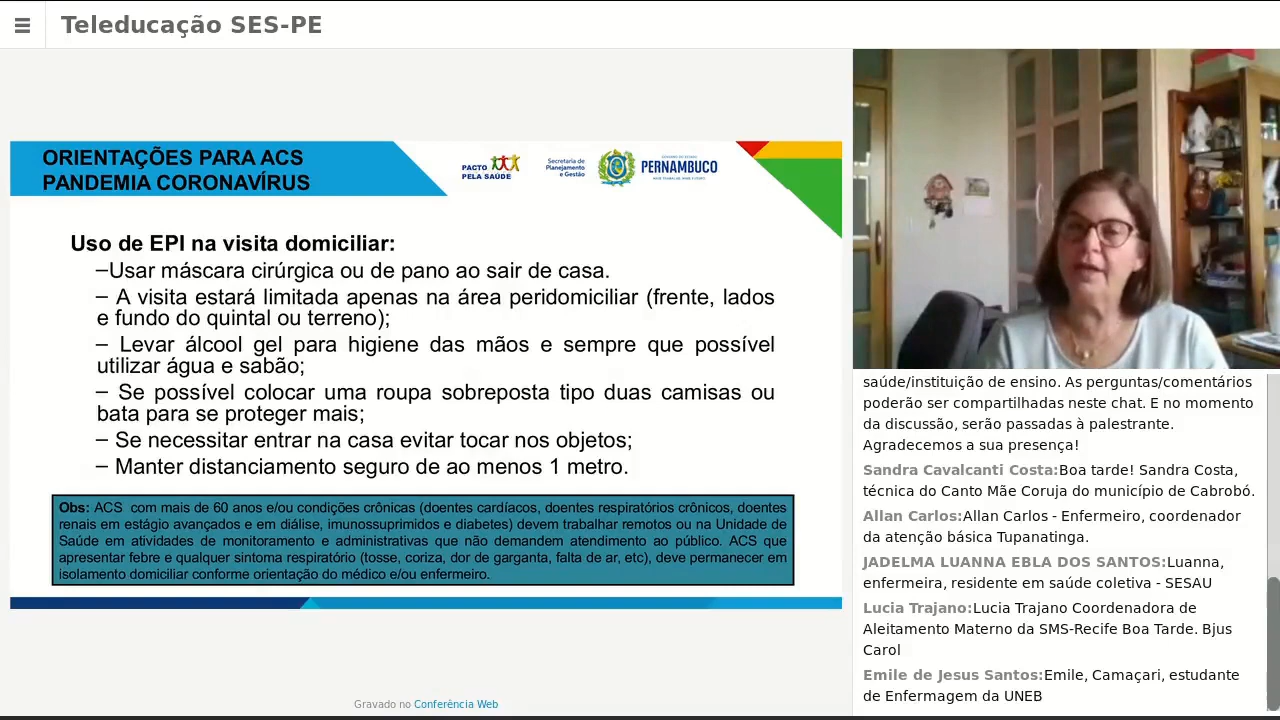 Teleducação SES-PE
ORIENTAÇÕES PARA ACS
PANDEMIA CORONAVÍRUS
PACTO
PELA SAÚDE
Secretaria de
Planejamento
e Gestão
PERNAMBUCO
Uso de EPI na visita domiciliar:
–Usar máscara cirúrgica ou de pano ao sair de casa.
– A visita estará limitada apenas na área peridomiciliar (frente, lados
e fundo do quintal ou terreno);
– Levar álcool gel para higiene das mãos e sempre que possível
utilizar água e sabão;
– Se possível colocar uma roupa sobreposta tipo duas camisas ou
bata para se proteger mais;
– Se necessitar entrar na casa evitar tocar nos objetos;
– Manter distanciamento seguro de ao menos 1 metro.
Obs: ACS com mais de 60 anos e/ou condições crônicas (doentes cardíacos, doentes respiratórios crônicos, doentes
renais em estágio avançados e em diálise, imunossuprimidos e diabetes) devem trabalhar remotos ou na Unidade de
Saúde em atividades de monitoramento e administrativas que não demandem atendimento ao público. ACS que
apresentar febre e qualquer sintoma respiratório (tosse, coriza, dor de garganta, falta de ar, etc), deve permanecer em
isolamento domiciliar conforme orientação do médico e/ou enfermeiro.
Gravado no Conferência Web
saúde/instituição de ensino. As perguntas/comentários
poderão ser compartilhadas neste chat. E no momento
da discussão, serão passadas à palestrante.
Agradecemos a sua presença!
Sandra Cavalcanti Costa:Boa tarde! Sandra Costa,
técnica do Canto Mãe Coruja do município de Cabrobó.
Allan Carlos:Allan Carlos - Enfermeiro, coordenador
da atenção básica Tupanatinga.
JADELMA LUANNA EBLA DOS SANTOS:Luanna,
enfermeira, residente em saúde coletiva - SESAU
Lucia Trajano:Lucia Trajano Coordenadora de
Aleitamento Materno da SMS-Recife Boa Tarde. Bjus
Carol
Emile de Jesus Santos:Emile, Camaçari, estudante
de Enfermagem da UNEB